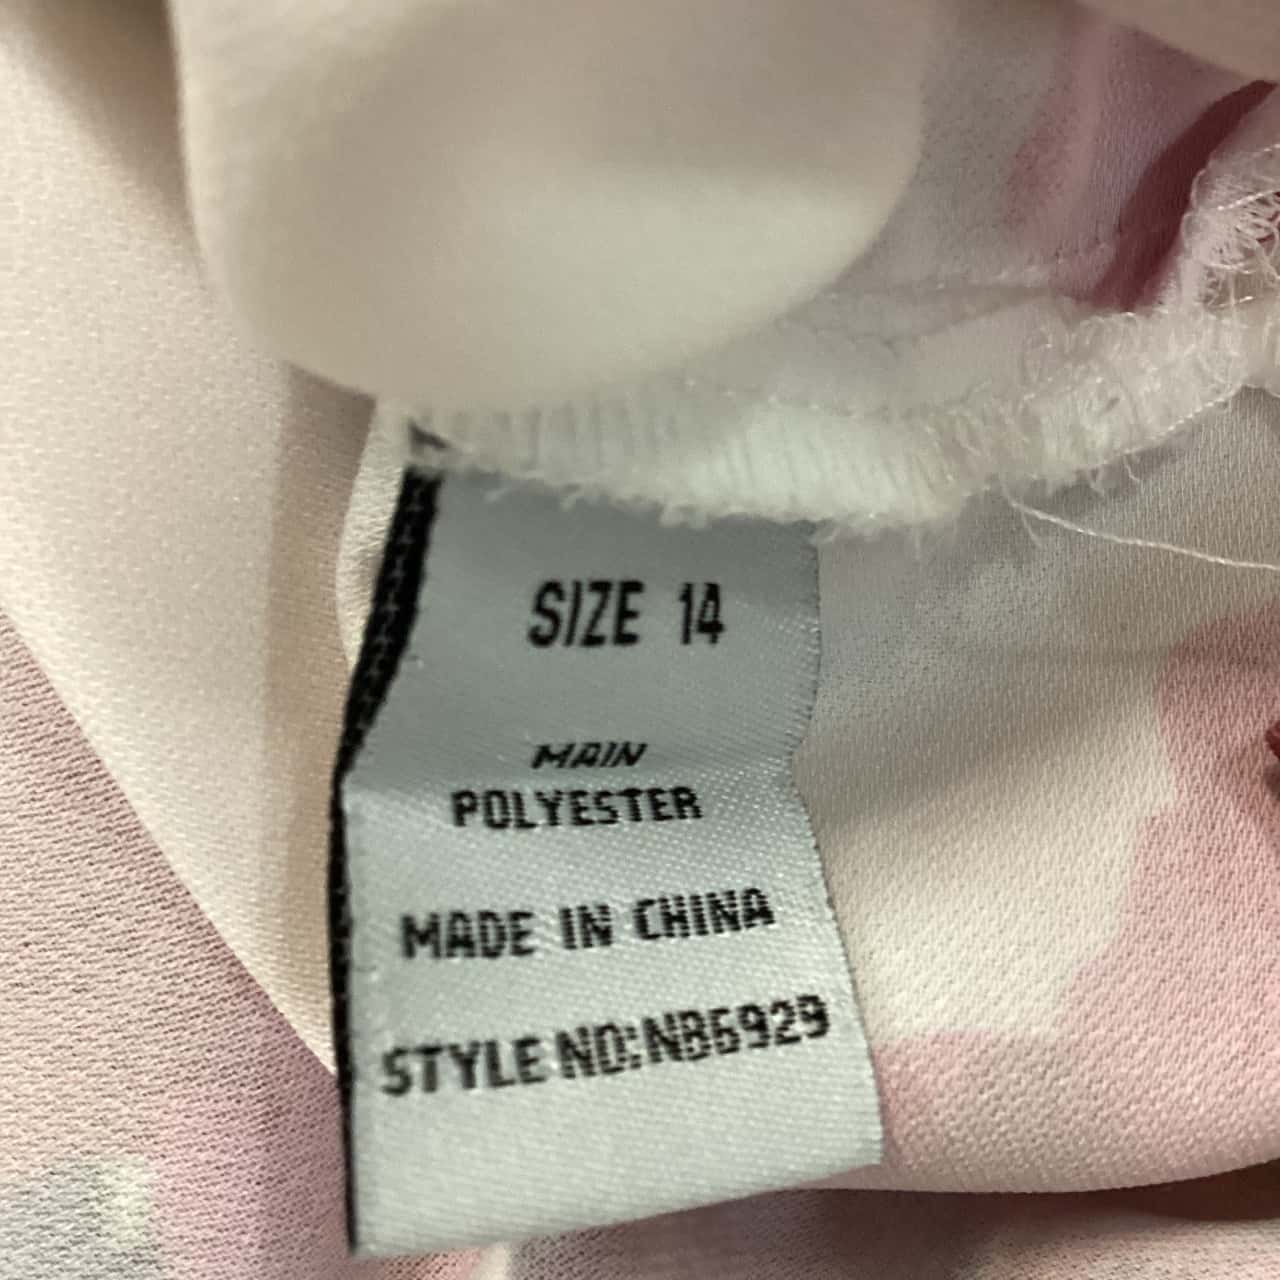 SIZE 14
MAIN
POLYESTER
MADE IN CHINA
STYLE NO:NB6929